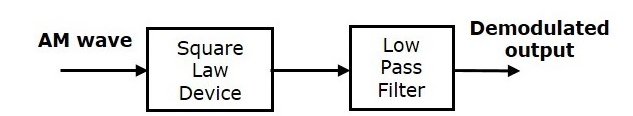 AM wave
Square
Law
Device
Low
Pass
Filter
Demodulated
output